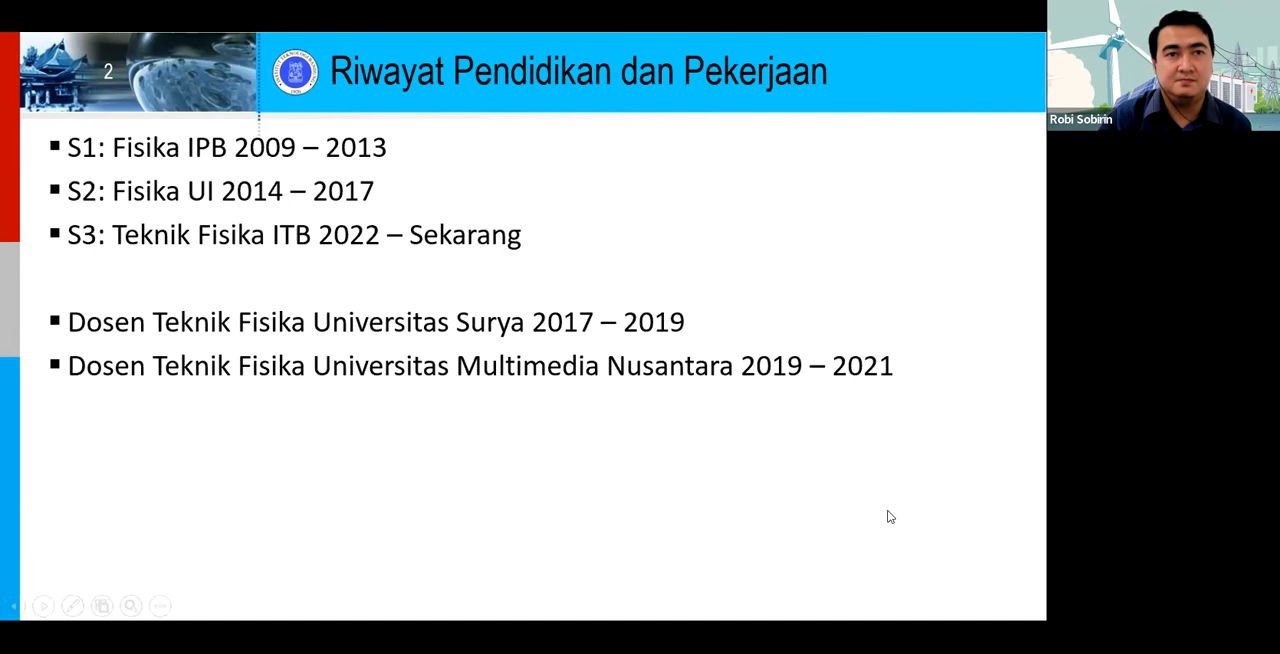 2
Riwayat Pendidikan dan Pekerjaan
Robi Sobirin
S1: Fisika IPB 2009 – 2013
S2: Fisika UI 2014 – 2017
S3: Teknik Fisika ITB 2022 – Sekarang
Dosen Teknik Fisika Universitas Surya 2017 – 2019
Dosen Teknik Fisika Universitas Multimedia Nusantara 2019 – 2021